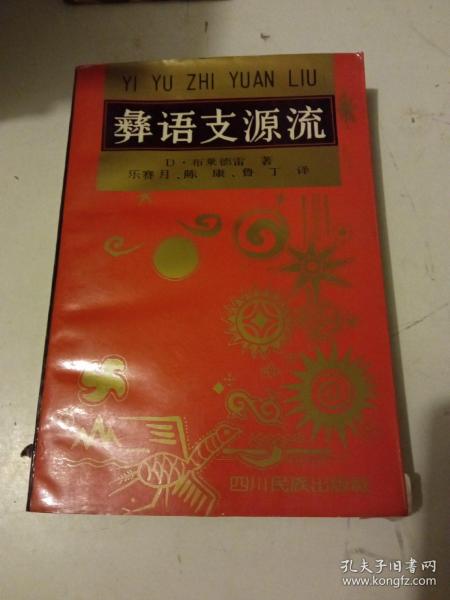 YI YU ZHI YUAN LIU
彝语支源流
D·布莱德雷 著
乐赛月、陈 康、鲁 丁 译
四川民族出版社
孔夫子旧书网
www.kongfz.com